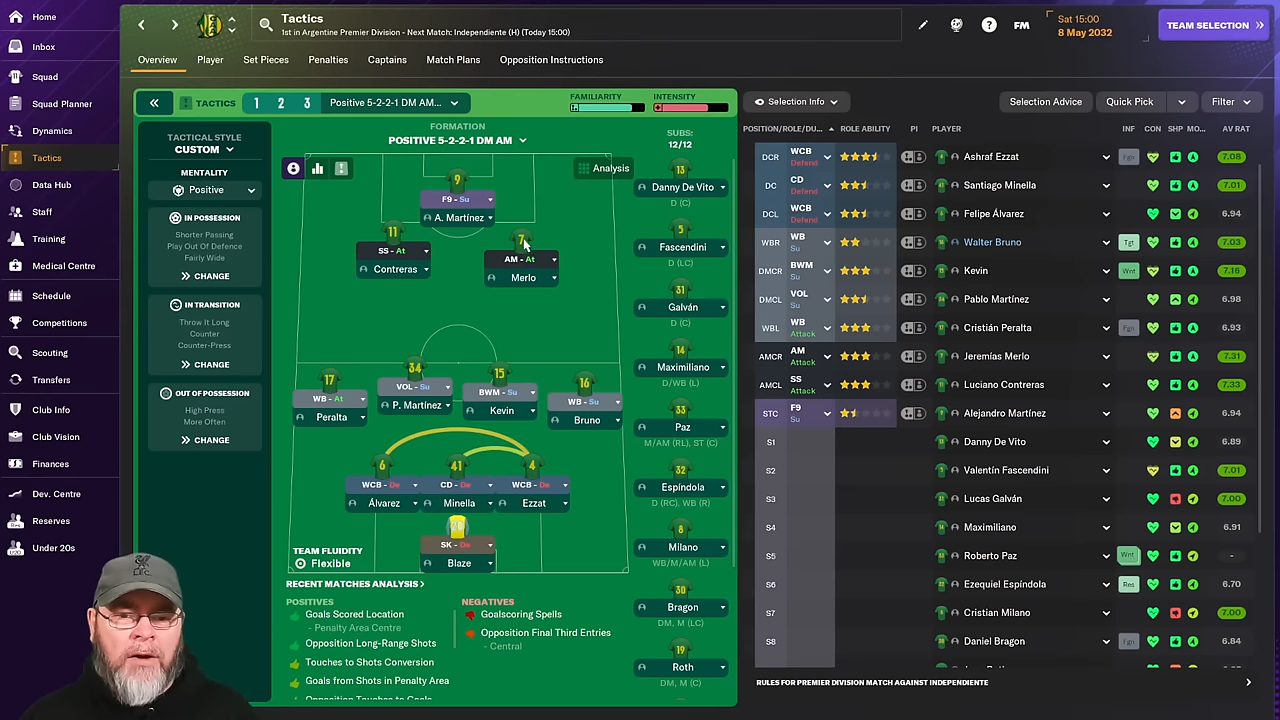 Home
Inbox
Squad
Squad Planner
Dynamics
Tactics
Data Hub
Staff
Training
Medical Centre
Schedule
Competitions
Scouting
Transfers
Club Info
Club Vision
Finances
Dev. Centre
Reserves
Under 20s
Tactics
1st in Argentine Premier Division - Next Match: Independiente (H) (Today 15:00)
FM
Sat 15:00
8 May 2032
TEAM SELECTION
Overview Player Set Pieces Penalties Captains Match Plans Opposition Instructions
TACTICS 1 2 3 Positive 5-2-2-1 DM AM...
FAMILIARITY
INTENSITY
TACTICAL STYLE
CUSTOM
MENTALITY
Positive
IN POSSESSION
Shorter Passing
Play Out Of Defence
Fairly Wide
CHANGE
IN TRANSITION
Throw It Long
Counter
Counter-Press
CHANGE
OUT OF POSSESSION
High Press
More Often
CHANGE
FORMATION
POSITIVE 5-2-2-1 DM AM
Analysis
9
F9 - Su
A. Martínez
11
SS - At
Contreras
7
AM - At
Merlo
17
WB - At
Peralta
34
VOL - Su
P. Martínez
15
BWM - Su
Kevin
16
WB - Su
Bruno
6
WCB - De
Álvarez
41
CD - De
Minella
4
WCB - De
Ezzat
SK - De
Blaze
TEAM FLUIDITY
Flexible
RECENT MATCHES ANALYSIS
POSITIVES
Goals Scored Location
- Penalty Area Centre
Opposition Long-Range Shots
Touches to Shots Conversion
Goals from Shots in Penalty Area
Opposition Touches to Goals
NEGATIVES
Goalscoring Spells
Opposition Final Third Entries
- Central
SUBS:
12/12
13
Danny De Vito
D (C)
5
Fascendini
D (LC)
31
Galván
D (C)
14
Maximiliano
D/WB (L)
33
Paz
M/AM (RL), ST (C)
32
Espíndola
D (RC), WB (R)
8
Milano
WB/M/AM (L)
30
Bragon
DM, M (LC)
19
Roth
DM, M (C)
Selection Info
Selection Advice
Quick Pick
Filter
POSITION/ROLE/DU... ROLE ABILITY PI PLAYER INF CON SHP MO... AV RAT
DCR WCB Defend Ashraf Ezzat Fgn 7.08
DC CD Defend Santiago Minella 7.01
DCL WCB Defend Felipe Álvarez 6.94
WBR WB Su Walter Bruno Tgt 7.03
DMCR BWM Su Kevin Wnt 7.16
DMCL VOL Su Pablo Martínez 6.98
WBL WB Attack Cristián Peralta Fgn 6.93
AMCR AM Attack Jeremías Merlo 7.31
AMCL SS Attack Luciano Contreras 7.33
STC F9 Su Alejandro Martínez 6.94
S1 Danny De Vito 6.89
S2 Valentín Fascendini 7.01
S3 Lucas Galván 7.00
S4 Maximiliano 6.91
S5 Roberto Paz Wnt -
S6 Ezequiel Espíndola Res 6.70
S7 Cristian Milano 7.00
S8 Daniel Bragon Fgn 6.84
RULES FOR PREMIER DIVISION MATCH AGAINST INDEPENDIENTE